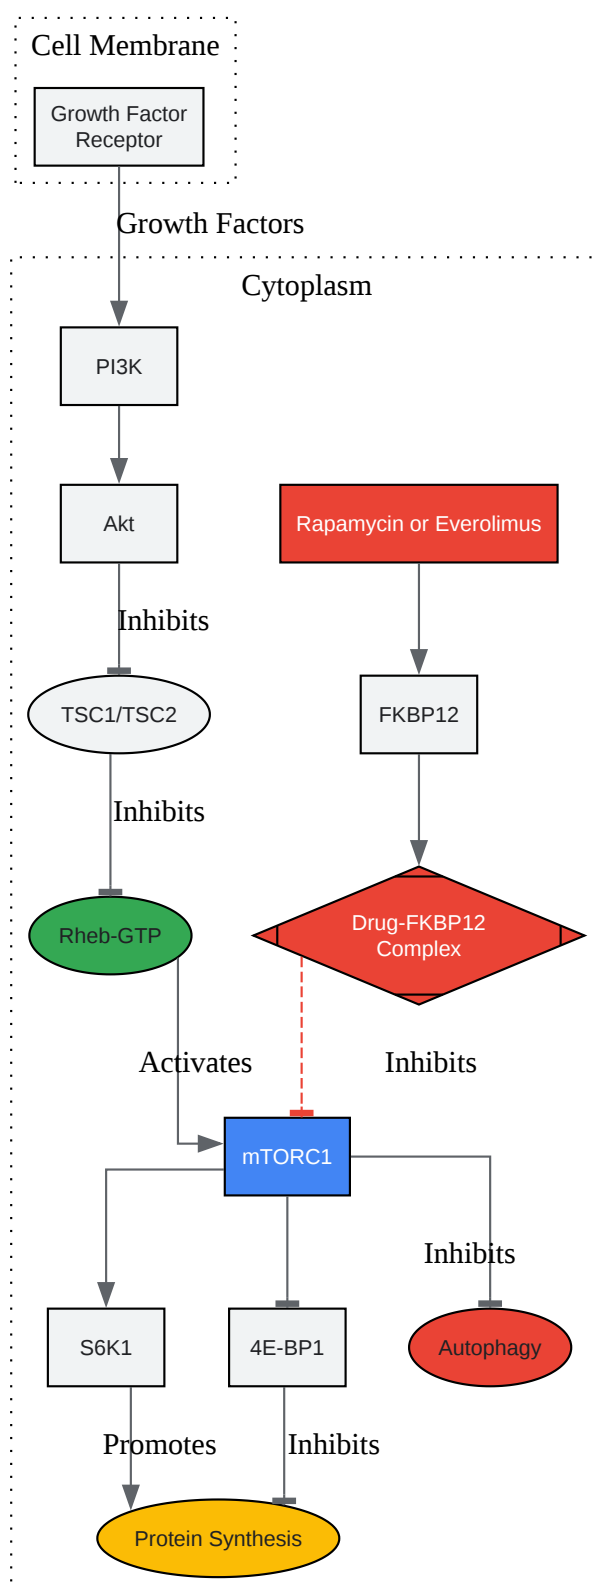 Cell Membrane
Growth Factor
Receptor
Growth Factors
Cytoplasm
PI3K
Akt
Rapamycin or Everolimus
Inhibits
TSC1/TSC2
FKBP12
Inhibits
Rheb-GTP
Drug-FKBP12
Complex
Activates
Inhibits
mTORC1
Inhibits
S6K1
4E-BP1
Autophagy
Promotes
Inhibits
Protein Synthesis